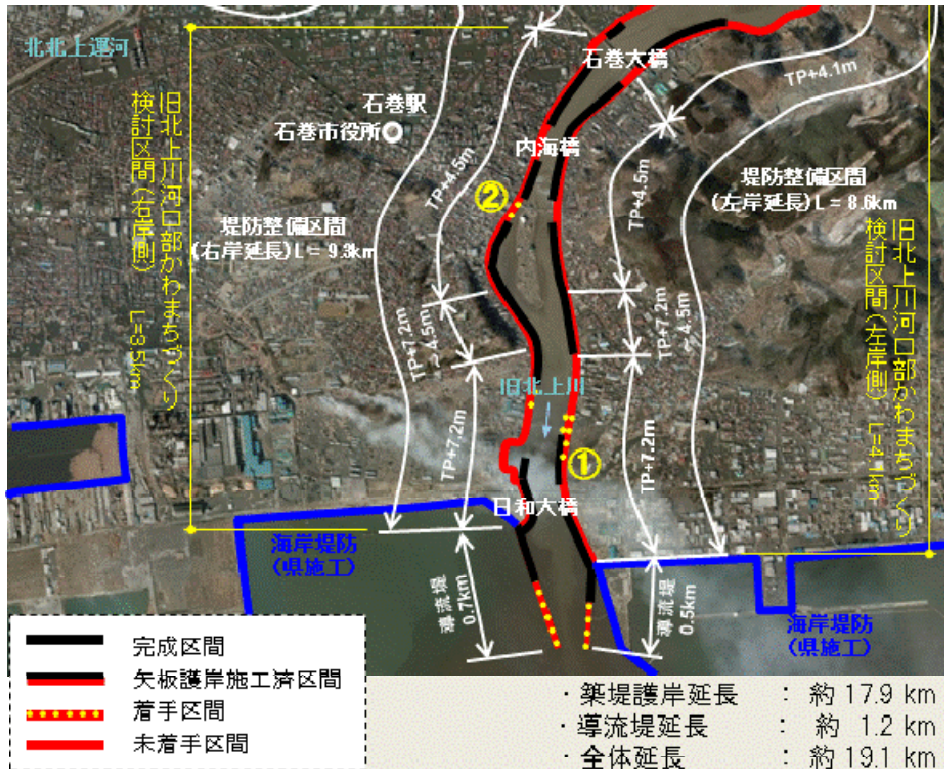 北北上運河
石巻大橋
TP+4.1m
石巻駅
石巻市役所
旧北上川河口部かわまちづくり
検討区間(右岸側) L=3.5km
内海橋
TP+4.5m
TP+4.5m
②
堤防整備区間
(右岸延長)L= 9.3km
堤防整備区間
(左岸延長) L= 8.6km
旧北上川河口部かわまちづくり
検討区間(左岸側) L=4.1km
TP+7.2m
~4.5m
TP+7.2m
~4.5m
旧北上川
TP+7.2m
TP+7.2m
①
日和大橋
海岸堤防
(県施工)
導流堤
0.7km
導流堤
0.5km
海岸堤防
(県施工)
完成区間
矢板護岸施工済区間
着手区間
未着手区間
・築堤護岸延長 : 約 17.9 km
・導流堤延長 : 約 1.2 km
・全体延長 : 約 19.1 km